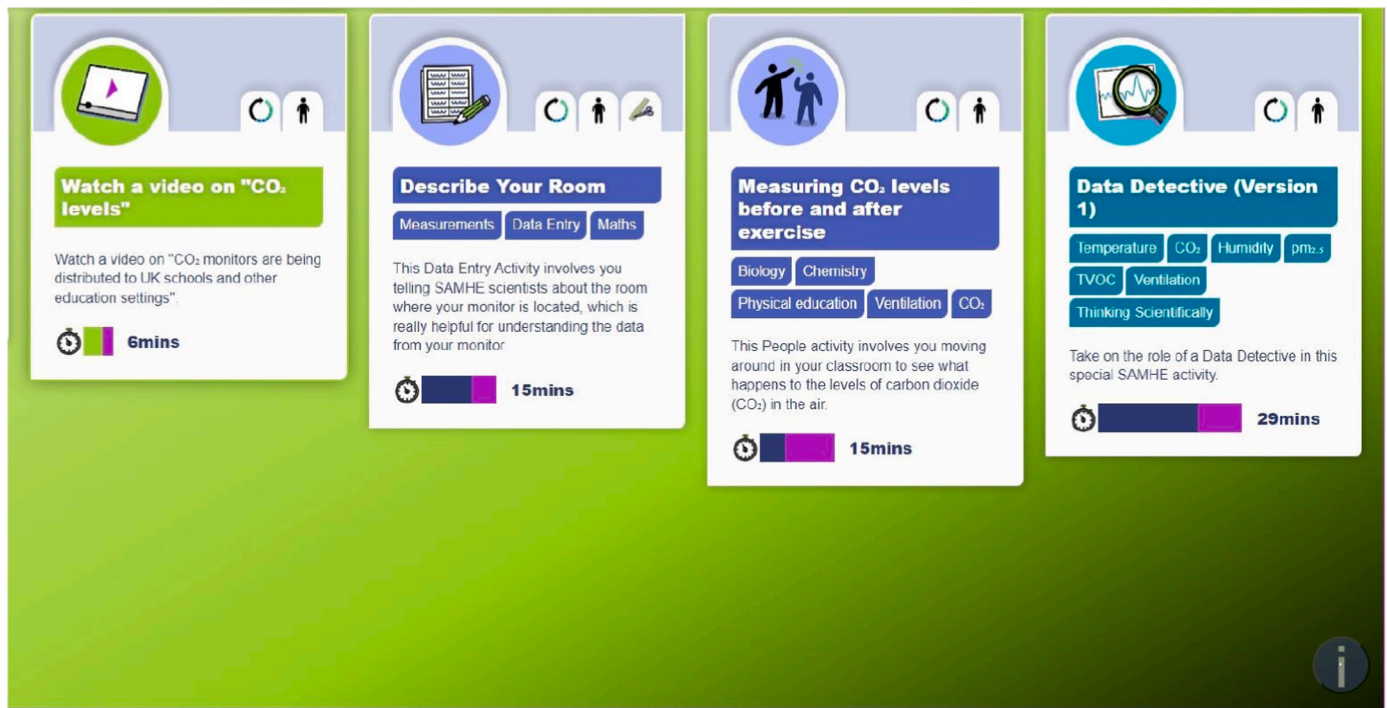 Watch a video on "CO₂
levels"
Watch a video on "CO₂ monitors are being
distributed to UK schools and other
education settings".
6mins
Describe Your Room
Measurements
Data Entry
Maths
This Data Entry Activity involves you
telling SAMHE scientists about the room
where your monitor is located, which is
really helpful for understanding the data
from your monitor
15mins
Measuring CO₂ levels
before and after
exercise
Biology
Chemistry
Physical education
Ventilation
CO₂
This People activity involves you moving
around in your classroom to see what
happens to the levels of carbon dioxide
(CO₂) in the air.
15mins
Data Detective (Version
1)
Temperature
CO₂
Humidity
pm₂.₅
TVOC
Ventilation
Thinking Scientifically
Take on the role of a Data Detective in this
special SAMHE activity.
29mins
i